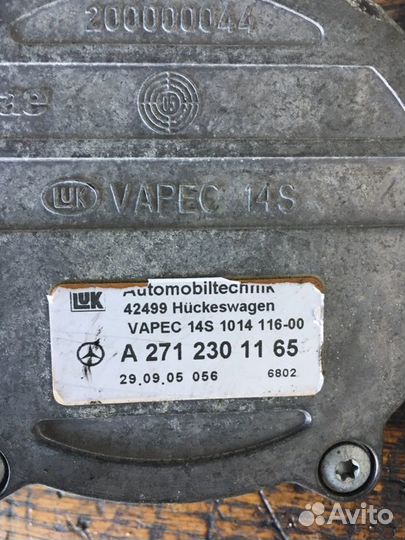 200000044
05
LUK VAPEC 14S
LUK Automobiltechnik
42499 Hückeswagen
VAPEC 14S 1014 116-00
A 271 230 11 65
29.09.05 056 6802
Avito